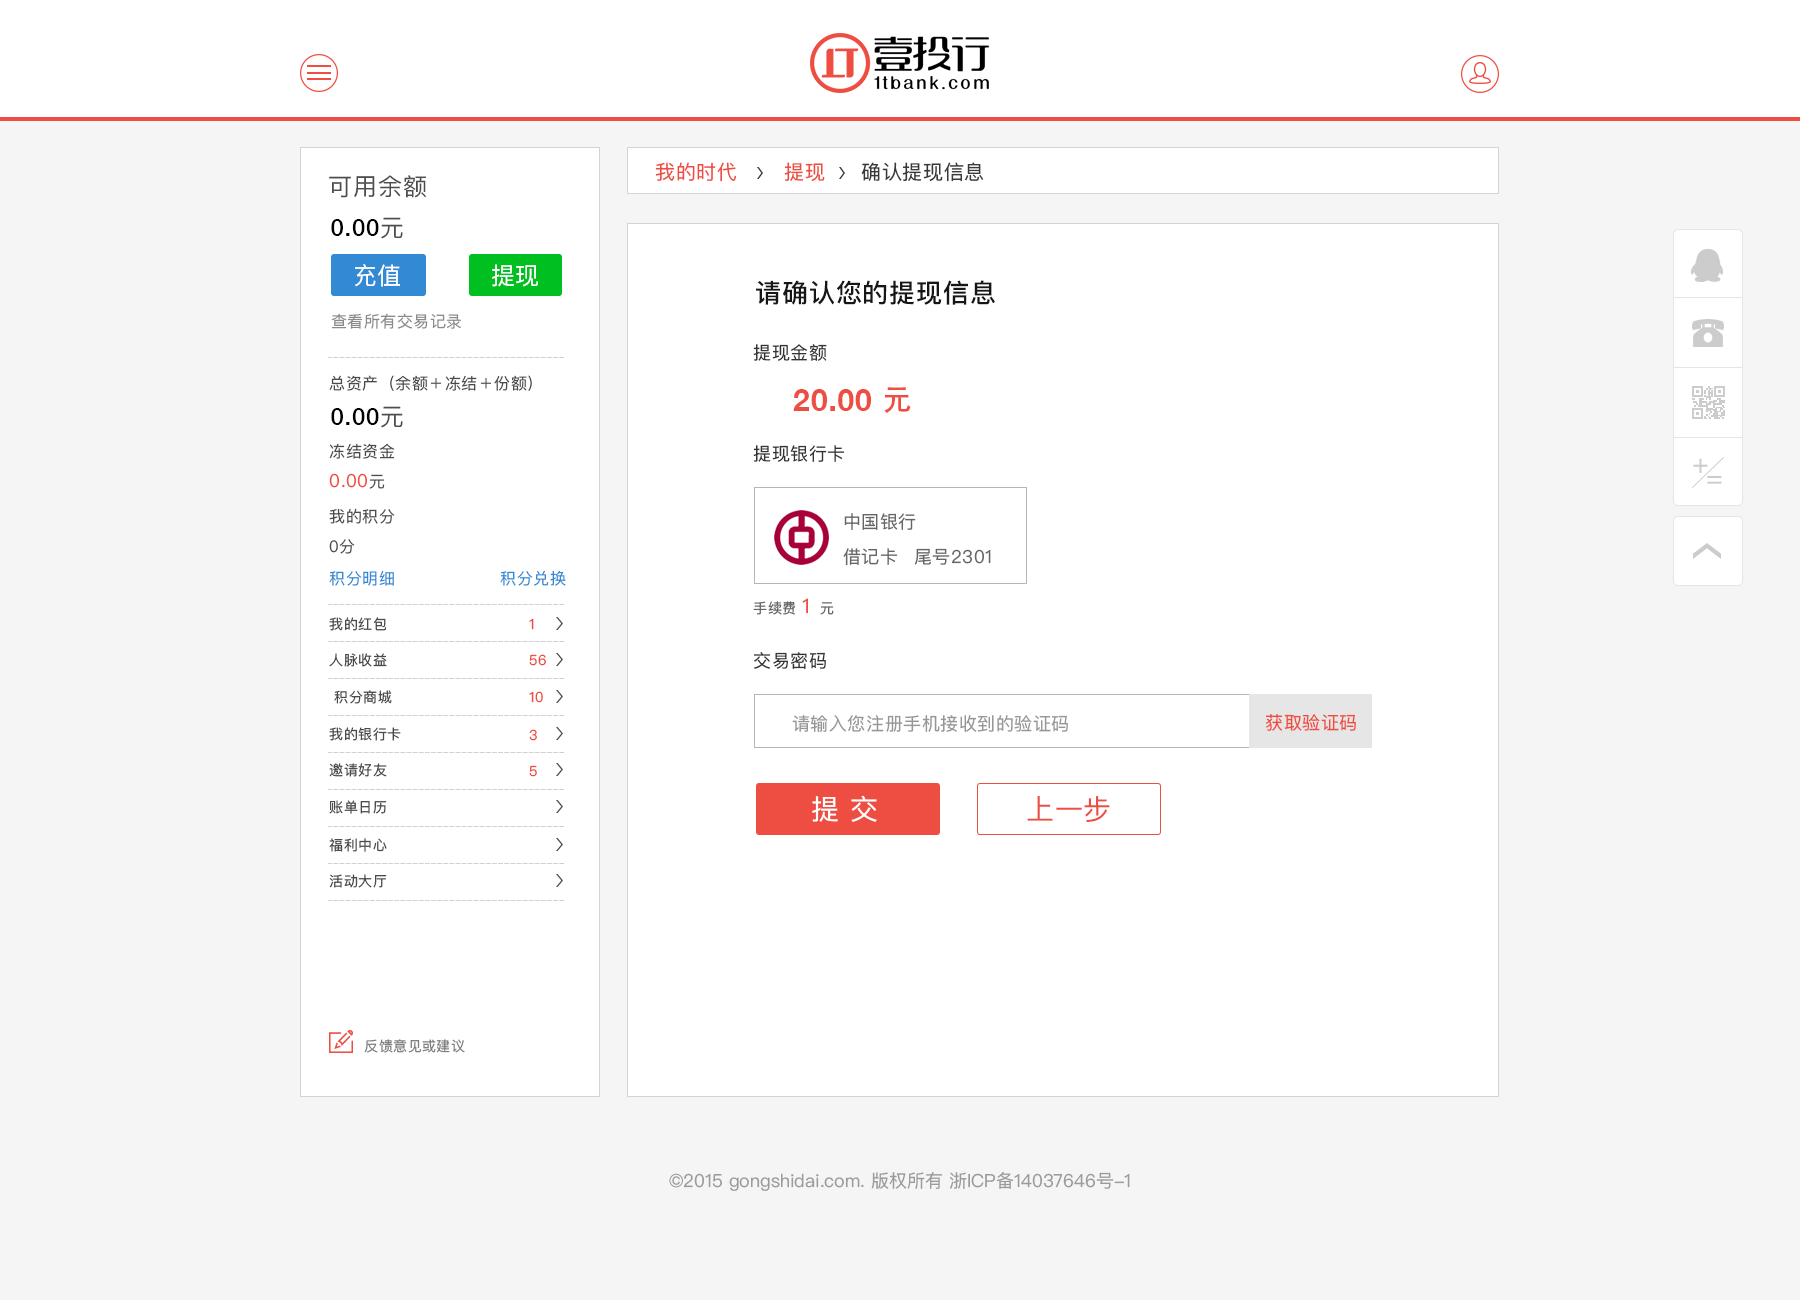 壹投行
1tbank.com
可用余额
0.00元
充值
提现
查看所有交易记录
总资产（余额＋冻结＋份额）
0.00元
冻结资金
0.00元
我的积分
0分
积分明细
积分兑换
我的红包 1
人脉收益 56
积分商城 10
我的银行卡 3
邀请好友 5
账单日历
福利中心
活动大厅
反馈意见或建议
我的时代 > 提现 > 确认提现信息
请确认您的提现信息
提现金额
20.00 元
提现银行卡
中国银行
借记卡 尾号2301
手续费 1 元
交易密码
请输入您注册手机接收到的验证码
获取验证码
提 交
上一步
©2015 gongshidai.com. 版权所有 浙ICP备14037646号-1